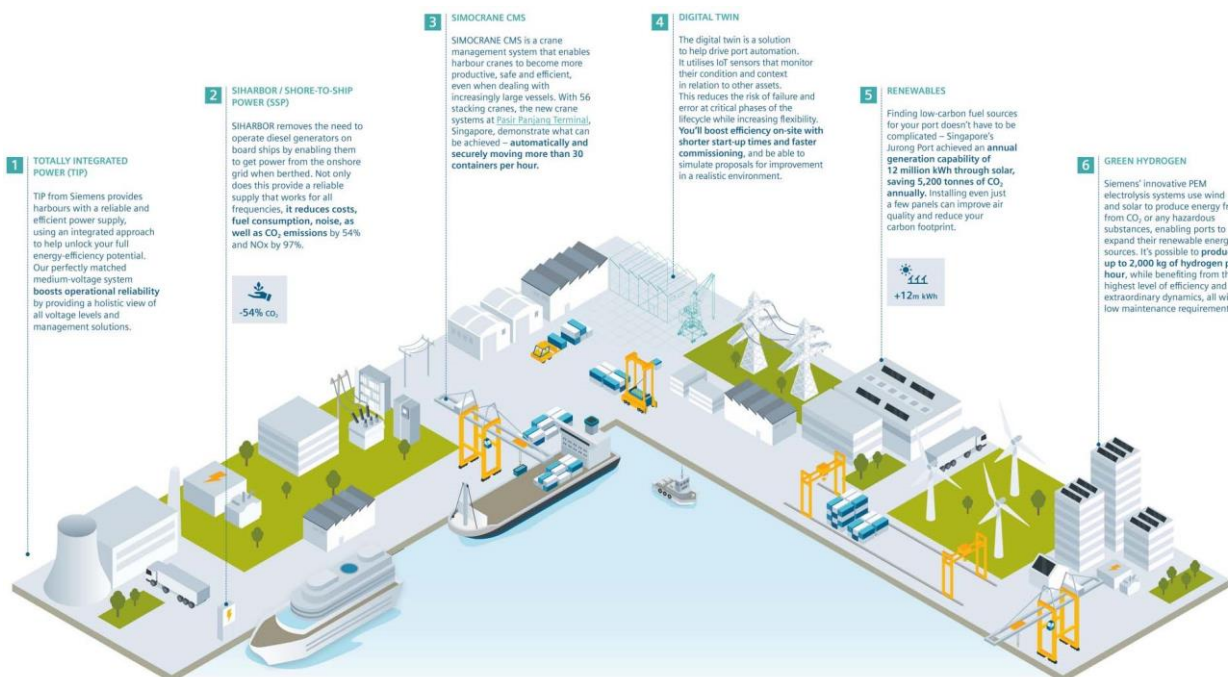 1
TOTALLY INTEGRATED
POWER (TIP)
TIP from Siemens provides
harbours with a reliable and
efficient power supply,
using an integrated approach
to help unlock your full
energy-efficiency potential.
Our perfectly matched
medium-voltage system
boosts operational reliability
by providing a holistic view of
all voltage levels and
management solutions.
2
SIHARBOR / SHORE-TO-SHIP
POWER (SSP)
SIHARBOR removes the need to
operate diesel generators on
board ships by enabling them
to get power from the onshore
grid when berthed. Not only
does this provide a reliable
supply that works for all
frequencies, it reduces costs,
fuel consumption, noise, as
well as CO₂ emissions by 54%
and NOx by 97%.
-54% CO₂
3
SIMOCRANE CMS
SIMOCRANE CMS is a crane
management system that enables
harbour cranes to become more
productive, safe and efficient,
even when dealing with
increasingly large vessels. With 56
stacking cranes, the new crane
systems at Pasir Panjang Terminal,
Singapore, demonstrate what can
be achieved – automatically and
securely moving more than 30
containers per hour.
4
DIGITAL TWIN
The digital twin is a solution
to help drive port automation.
It utilises IoT sensors that monitor
their condition and context
in relation to other assets.
This reduces the risk of failure and
error at critical phases of the
lifecycle while increasing flexibility.
You'll boost efficiency on-site with
shorter start-up times and faster
commissioning, and be able to
simulate proposals for improvement
in a realistic environment.
5
RENEWABLES
Finding low-carbon fuel sources
for your port doesn't have to be
complicated – Singapore's
Jurong Port achieved an annual
generation capability of
12 million kWh through solar,
saving 5,200 tonnes of CO₂
annually. Installing even just
a few panels can improve air
quality and reduce your
carbon footprint.
+12m kWh
6
GREEN HYDROGEN
Siemens' innovative PEM
electrolysis systems use wind
and solar to produce energy
from CO₂ or any hazardous
substances, enabling ports to
expand their renewable
sources. It's possible to
up to 2,000 kg of hydrogen
hour, while benefiting from
highest level of efficiency and
extraordinary dynamics, all
low maintenance